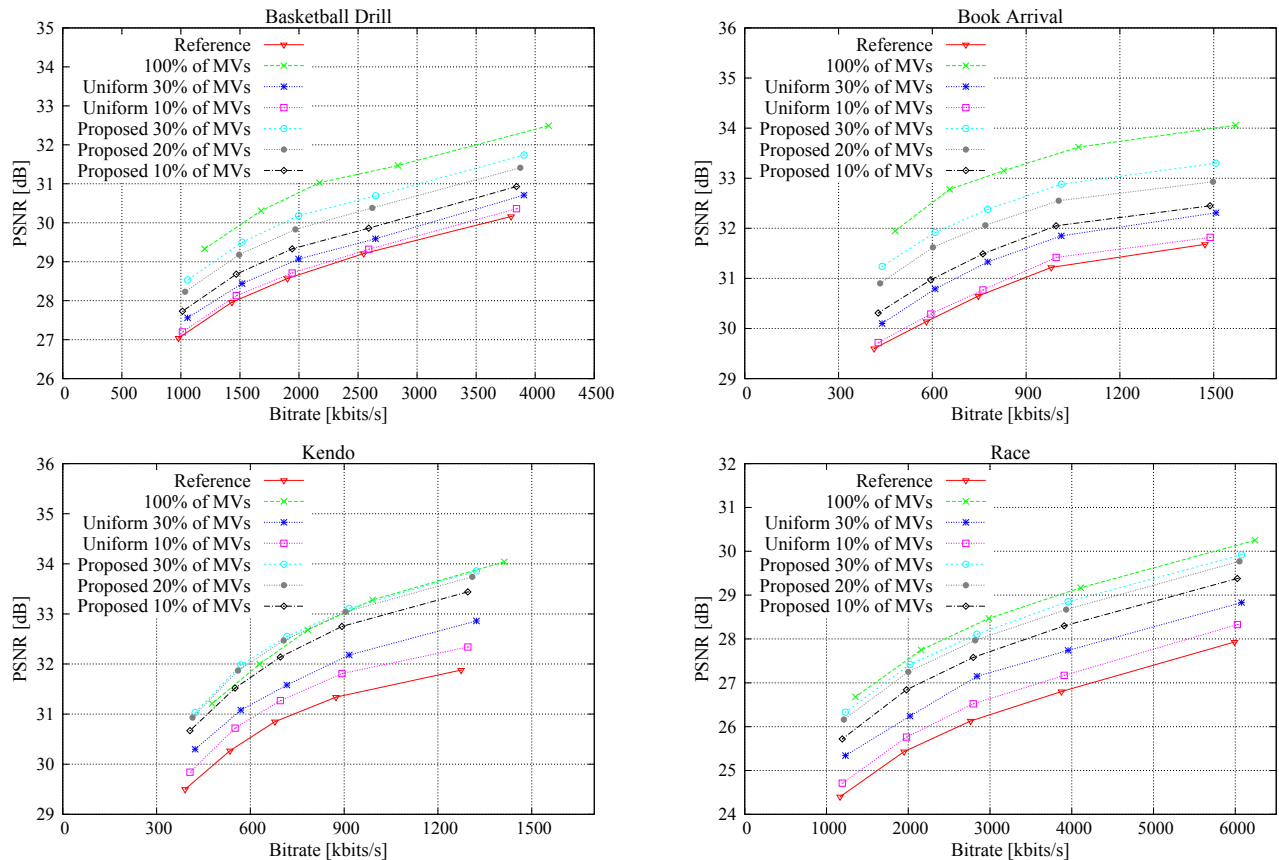 Basketball Drill
PSNR [dB]
35
34
33
32
31
30
29
28
27
26
Reference
100% of MVs
Uniform 30% of MVs
Uniform 10% of MVs
Proposed 30% of MVs
Proposed 20% of MVs
Proposed 10% of MVs
0 500 1000 1500 2000 2500 3000 3500 4000 4500
Bitrate [kbits/s]
Book Arrival
PSNR [dB]
36
35
34
33
32
31
30
29
Reference
100% of MVs
Uniform 30% of MVs
Uniform 10% of MVs
Proposed 30% of MVs
Proposed 20% of MVs
Proposed 10% of MVs
0 300 600 900 1200 1500
Bitrate [kbits/s]
Kendo
PSNR [dB]
36
35
34
33
32
31
30
29
Reference
100% of MVs
Uniform 30% of MVs
Uniform 10% of MVs
Proposed 30% of MVs
Proposed 20% of MVs
Proposed 10% of MVs
0 300 600 900 1200 1500
Bitrate [kbits/s]
Race
PSNR [dB]
32
31
30
29
28
27
26
25
24
Reference
100% of MVs
Uniform 30% of MVs
Uniform 10% of MVs
Proposed 30% of MVs
Proposed 20% of MVs
Proposed 10% of MVs
0 1000 2000 3000 4000 5000 6000
Bitrate [kbits/s]